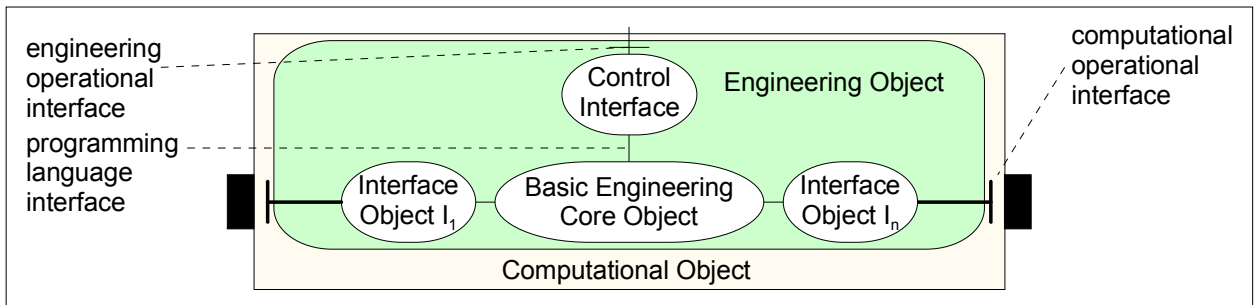 engineering
operational
interface
programming
language
interface
Control
Interface
Engineering Object
computational
operational
interface
Interface
Object I1
Basic Engineering
Core Object
Interface
Object In
Computational Object